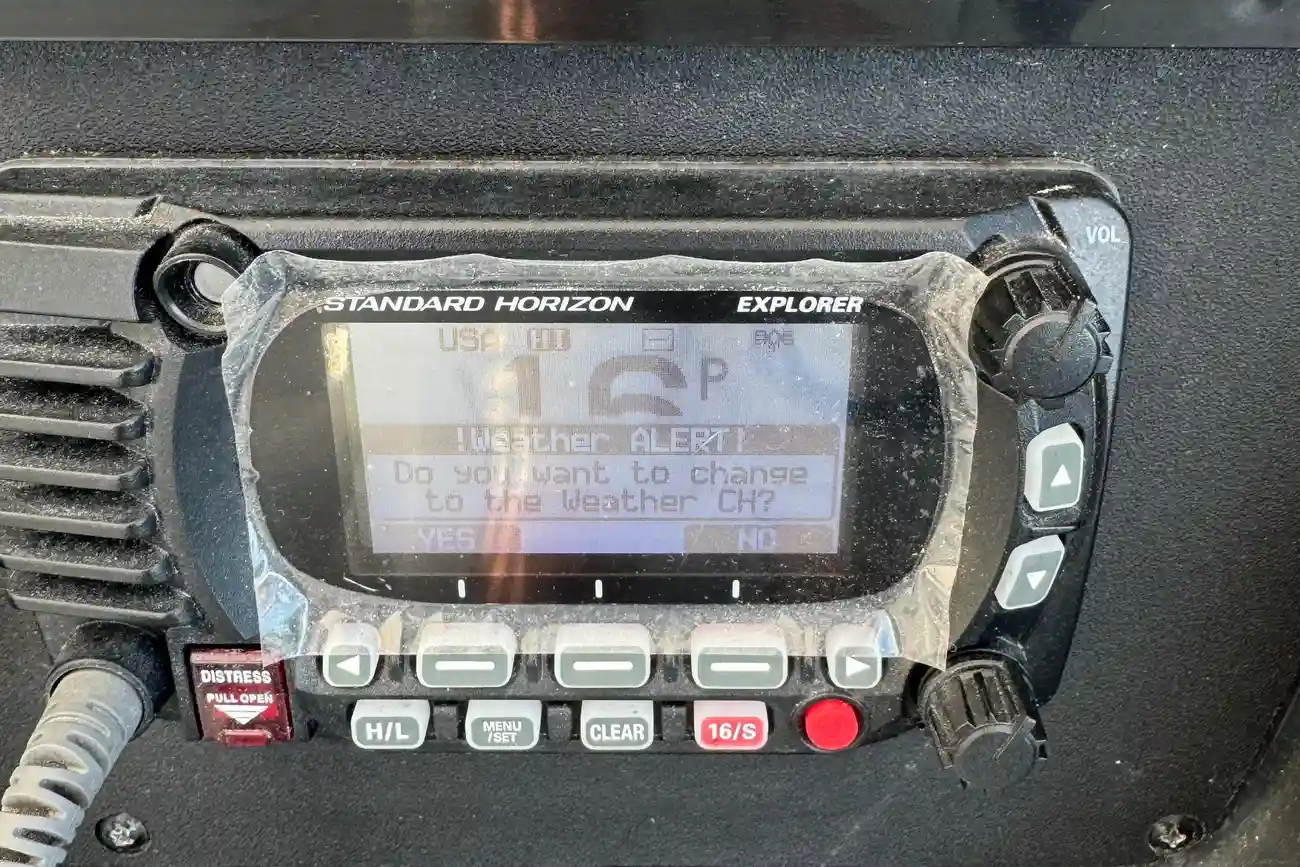 VOL
STANDARD HORIZON EXPLORER
USA HI
16 P
!Weather ALERT!
Do you want to change
to the Weather CH?
YES NO
DISTRESS
PULL OPEN
H/L MENU/SET CLEAR 16/S